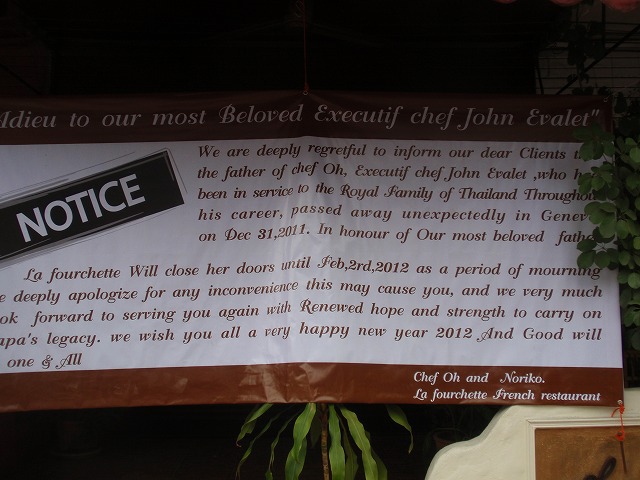 Adieu to our most Beloved Executif chef John Evalet"
NOTICE
We are deeply regretful to inform our dear Clients
the father of chef Oh, Executif chef John Evalet ,who
been in service to the Royal Family of Thailand Throughou
his career, passed away unexpectedly in Genev
on Dec 31,2011. In honour of Our most beloved fath
La fourchette Will close her doors until Feb,2rd,2012 as a period of mourning
e deeply apologize for any inconvenience this may cause you, and we very much
ok forward to serving you again with Renewed hope and strength to carry on
apa's legacy. we wish you all a very happy new year 2012 And Good will
one & All
Chef Oh and Noriko.
La fourchette French restaurant